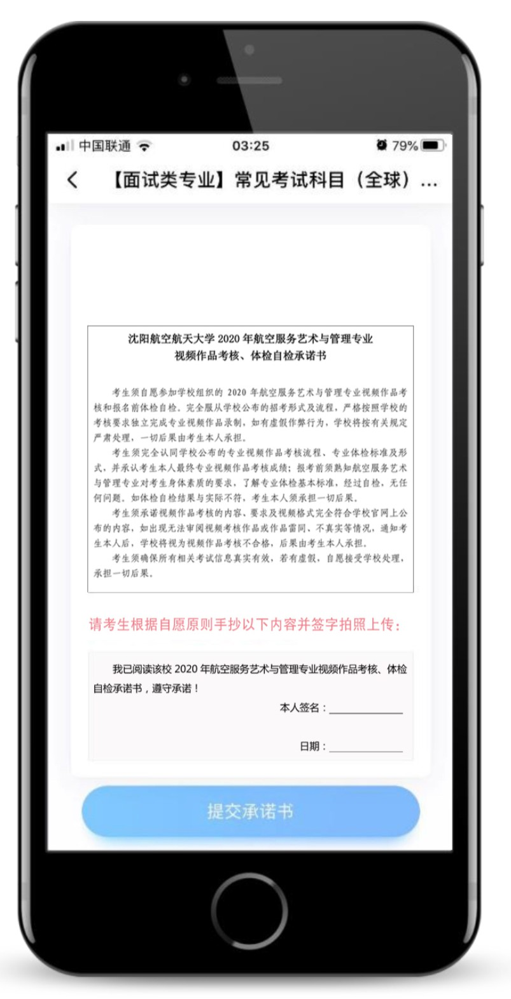 中国联通 03:25 79%
【面试类专业】常见考试科目（全球）...
沈阳航空航天大学 2020 年航空服务艺术与管理专业
视频作品考核、体检自检承诺书
考生须自愿参加学校组织的 2020 年航空服务艺术与管理专业视频作品考
核和报名前体检自检。完全服从学校公布的招考形式及流程，严格按照学校的
考核要求独立完成专业视频作品录制，如有虚假作弊行为，学校将按有关规定
严肃处理，一切后果由考生本人承担。
考生须完全认同学校公布的专业视频作品考核流程、专业体检标准及形
式，并承认考生本人最终专业视频作品考核成绩；报考前须熟知航空服务艺术
与管理专业对考生身体素质的要求，了解专业体检基本标准，经过自检，无任
何问题。如体检自检结果与实际不符，考生本人须承担一切后果。
考生须承诺视频作品考核的内容、要求及视频格式完全符合学校官网上公
布的内容，如出现无法审阅视频考核作品或作品雷同、不真实等情况，通知考
生本人后，学校将视为视频作品考核不合格，后果由考生本人承担。
考生须确保所有相关考试信息真实有效，若有虚假，自愿接受学校处理，
承担一切后果。
请考生根据自愿原则手抄以下内容并签字拍照上传：
我已阅读该校 2020 年航空服务艺术与管理专业视频作品考核、体检
自检承诺书，遵守承诺！
本人签名：
日期：
提交承诺书